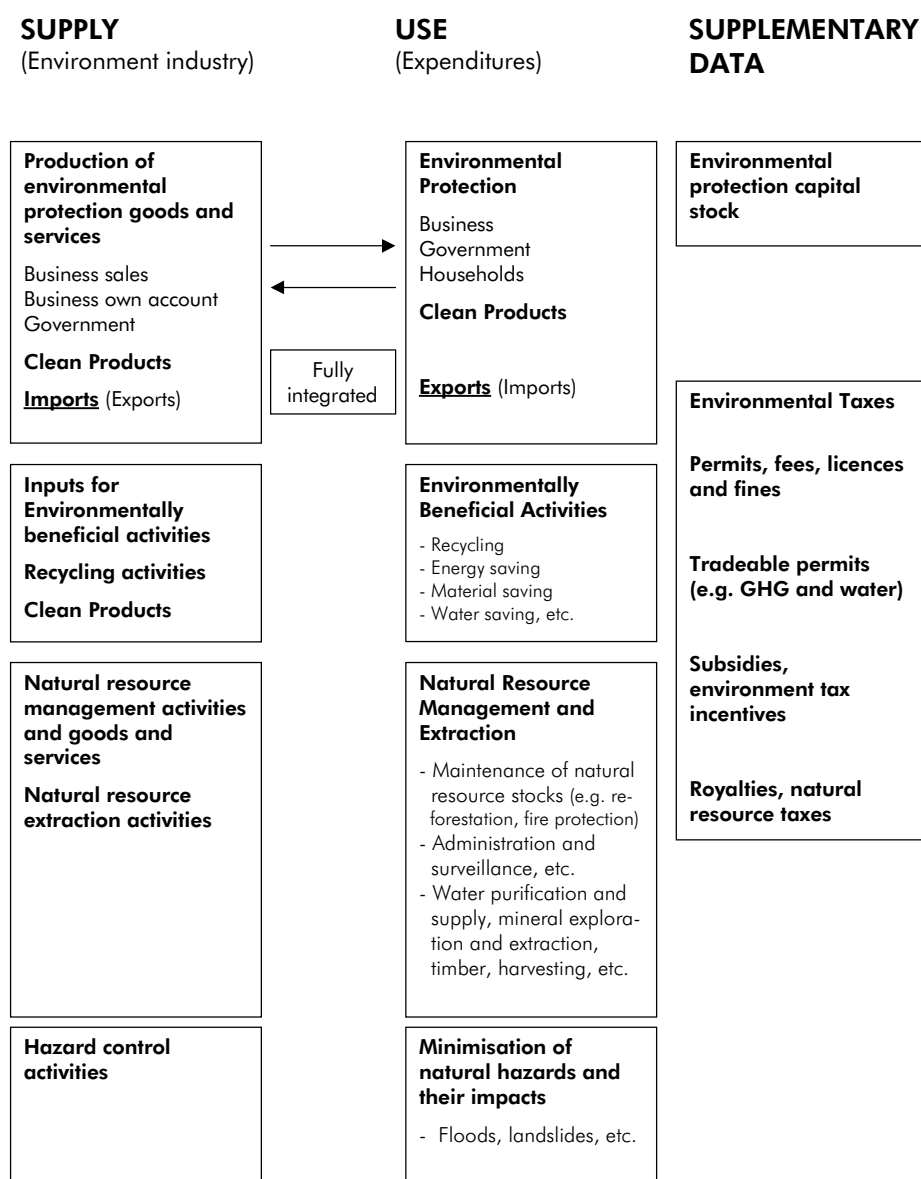 SUPPLY
(Environment industry)
USE
(Expenditures)
SUPPLEMENTARY
DATA
Production of
environmental
protection goods and
services
Business sales
Business own account
Government
Clean Products
Imports (Exports)
Fully
integrated
Environmental
Protection
Business
Government
Households
Clean Products
Exports (Imports)
Environmental
protection capital
stock
Inputs for
Environmentally
beneficial activities
Recycling activities
Clean Products
Environmentally
Beneficial Activities
- Recycling
- Energy saving
- Material saving
- Water saving, etc.
Environmental Taxes
Permits, fees, licences
and fines
Tradeable permits
(e.g. GHG and water)
Subsidies,
environment tax
incentives
Royalties, natural
resource taxes
Natural resource
management activities
and goods and
services
Natural resource
extraction activities
Natural Resource
Management and
Extraction
- Maintenance of natural
resource stocks (e.g. re-
forestation, fire protection)
- Administration and
surveillance, etc.
- Water purification and
supply, mineral explora-
tion and extraction,
timber, harvesting, etc.
Hazard control
activities
Minimisation of
natural hazards and
their impacts
- Floods, landslides, etc.